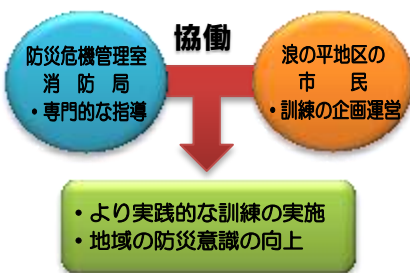 協働
防災危機管理室
消防局
・専門的な指導
浪の平地区の
市民
・訓練の企画運営
・より実践的な訓練の実施
・地域の防災意識の向上